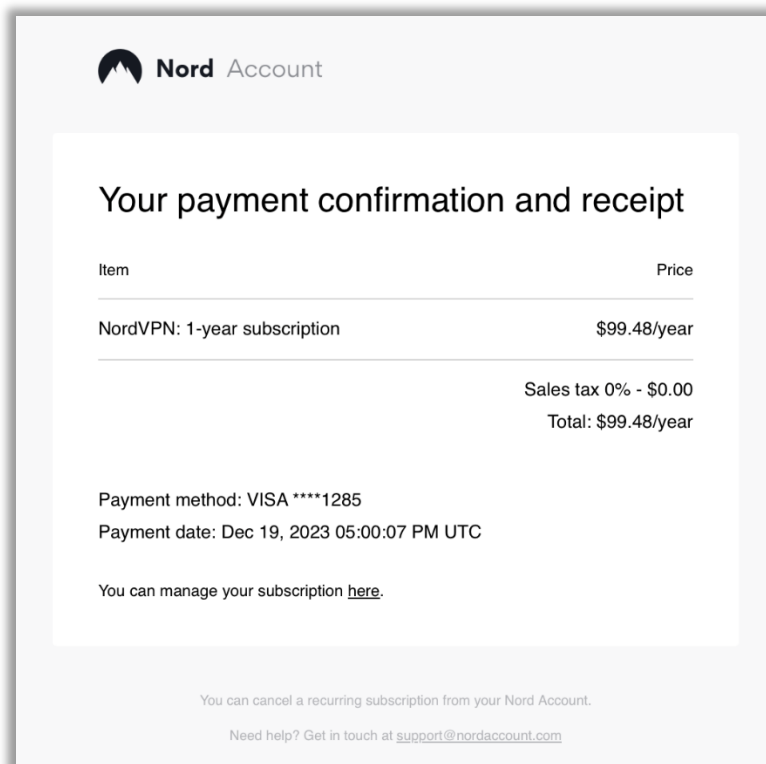 Nord Account
Your payment confirmation and receipt
Item Price
NordVPN: 1-year subscription $99.48/year
Sales tax 0% - $0.00
Total: $99.48/year
Payment method: VISA ****1285
Payment date: Dec 19, 2023 05:00:07 PM UTC
You can manage your subscription here.
You can cancel a recurring subscription from your Nord Account.
Need help? Get in touch at support@nordaccount.com